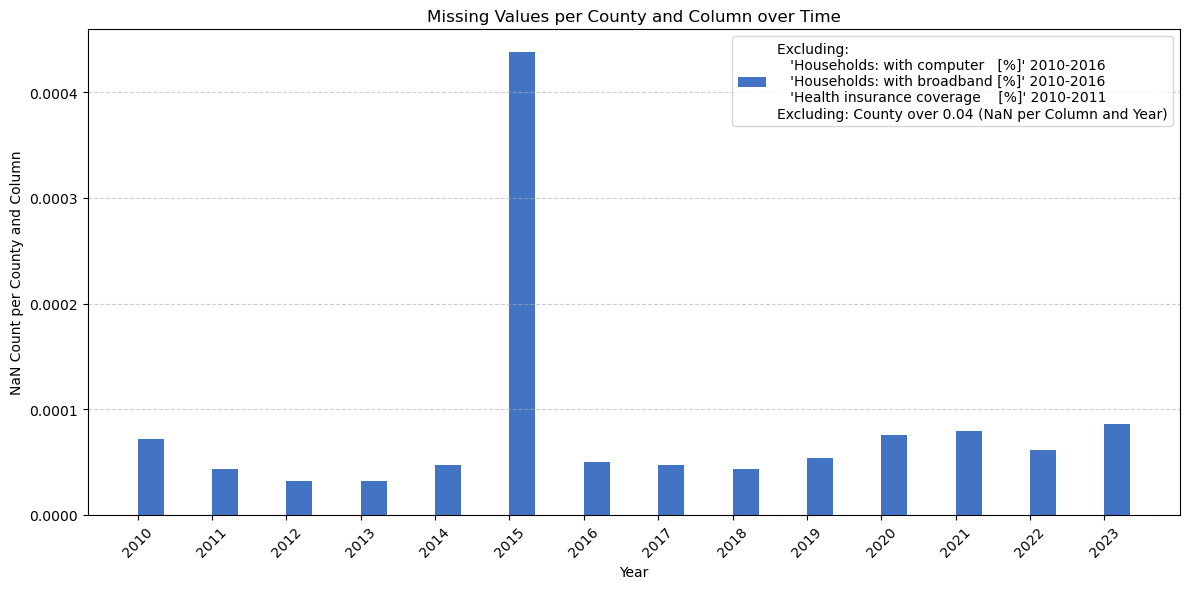 Missing Values per County and Column over Time
Excluding:
'Households: with computer   [%]' 2010-2016
'Households: with broadband [%]' 2010-2016
'Health insurance coverage    [%]' 2010-2011
Excluding: County over 0.04 (NaN per Column and Year)
NaN Count per County and Column
0.0004
0.0003
0.0002
0.0001
0.0000
2010 2011 2012 2013 2014 2015 2016 2017 2018 2019 2020 2021 2022 2023
Year